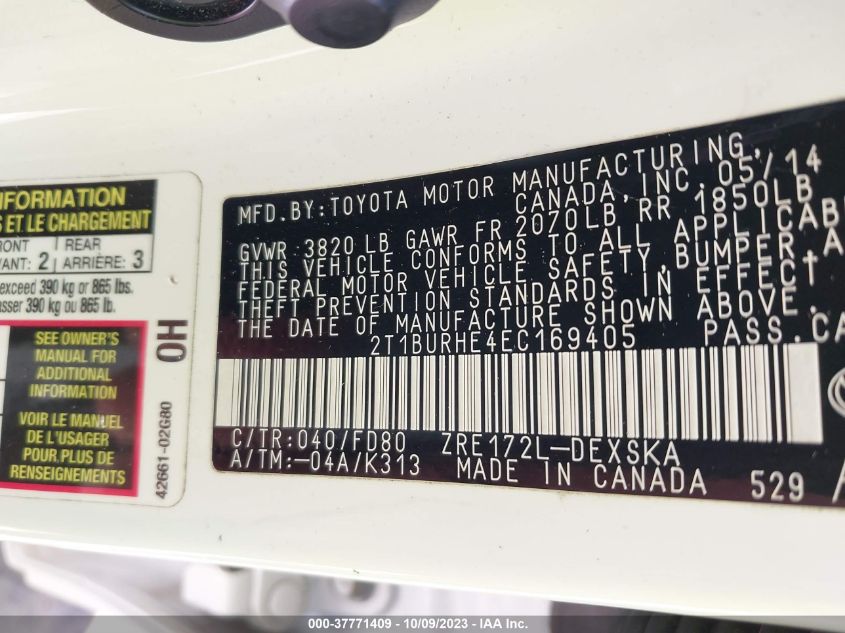 NFORMATION
S ET LE CHARGEMENT
RONT REAR
VANT: 2 ARRIÈRE: 3
exceed 390 kg or 865 lbs.
asser 390 kg ou 865 lb.
SEE OWNER'S
MANUAL FOR
ADDITIONAL
INFORMATION
VOIR LE MANUEL
DE L'USAGER
POUR PLUS DE
RENSEIGNEMENTS
0H
42661-02G80
MFD.BY:TOYOTA MOTOR MANUFACTURING,
CANADA, INC. 05/14
GVWR 3820 LB GAWR FR 2070LB, RR 1850LB
THIS VEHICLE CONFORMS TO ALL APPLICAB
FEDERAL MOTOR VEHICLE SAFETY, BUMPER, A
THEFT PREVENTION STANDARDS IN EFFECT
THE DATE OF MANUFACTURE SHOWN ABOVE.
2T1BURHE4EC169405 PASS.CA
C/TR:040/FD80 ZRE172L-DEXSKA
A/TM:-04A/K313 MADE IN CANADA 529
000-37771409 - 10/09/2023 - IAA Inc.